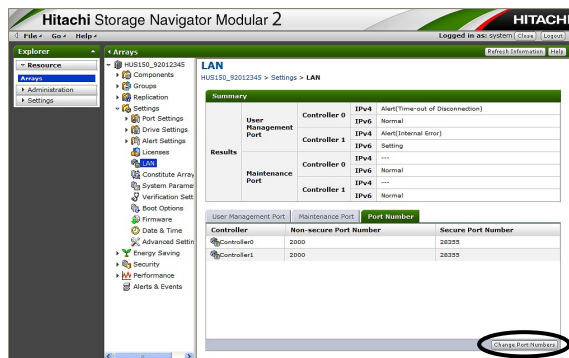 Hitachi Storage Navigator Modular 2
HITACHI
File Go Help
Logged in as: system Close Logout
Explorer
Arrays
Refresh Information Help
Resource
Arrays
Administration
Settings
HUS150_92012345
Components
Groups
Replication
Settings
Port Settings
Drive Settings
Alert Settings
Licenses
LAN
Constitute Array
System Parame
Verification Sett
Boot Options
Firmware
Date & Time
Advanced Settin
Energy Saving
Security
Performance
Alerts & Events
LAN
HUS150_92012345 > Settings > LAN
Summary
Results
User Management Port
Controller 0
IPv4 Alert(Time-out of Disconnection)
IPv6 Normal
Controller 1
IPv4 Alert(Internal Error)
IPv6 Setting
Maintenance Port
Controller 0
IPv4 ---
IPv6 Normal
Controller 1
IPv4 ---
IPv6 Normal
User Management Port Maintenance Port Port Number
Controller Non-secure Port Number Secure Port Number
Controller0 2000 28355
Controller1 2000 28355
Change Port Numbers